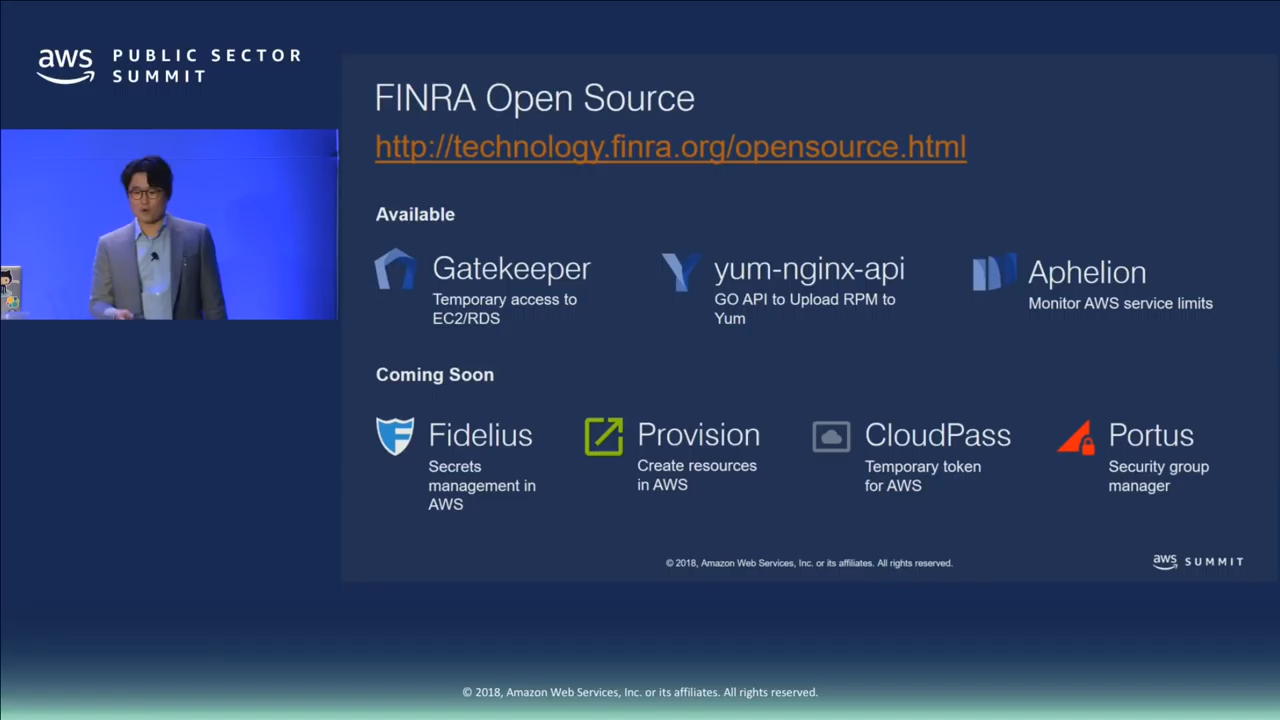 aws
PUBLIC SECTOR
SUMMIT
FINRA Open Source
http://technology.finra.org/opensource.html
Available
Gatekeeper
Temporary access to
EC2/RDS
yum-nginx-api
GO API to Upload RPM to
Yum
Aphelion
Monitor AWS service limits
Coming Soon
Fidelius
Secrets
management in
AWS
Provision
Create resources
in AWS
CloudPass
Temporary token
for AWS
Portus
Security group
manager
© 2018, Amazon Web Services, Inc. or its affiliates. All rights reserved.
aws SUMMIT
© 2018, Amazon Web Services, Inc. or its affiliates. All rights reserved.